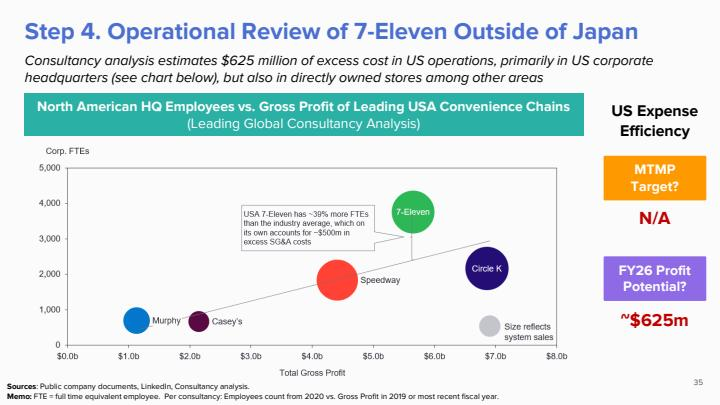 Step 4. Operational Review of 7-Eleven Outside of Japan
Consultancy analysis estimates $625 million of excess cost in US operations, primarily in US corporate
headquarters (see chart below), but also in directly owned stores among other areas
North American HQ Employees vs. Gross Profit of Leading USA Convenience Chains
(Leading Global Consultancy Analysis)
US Expense
Efficiency
MTMP
Target?
N/A
FY26 Profit
Potential?
~$625m
Corp. FTEs
5,000
4,000
3,000
2,000
1,000
0
USA 7-Eleven has ~39% more FTEs
than the industry average, which on
its own accounts for ~$500m in
excess SG&A costs
7-Eleven
Circle K
Speedway
Murphy
Casey's
Size reflects
system sales
$0.0b
$1.0b
$2.0b
$3.0b
$4.0b
$5.0b
$6.0b
$7.0b
$8.0b
Total Gross Profit
Sources: Public company documents, LinkedIn, Consultancy analysis.
Memo: FTE = full time equivalent employee. Per consultancy: Employees count from 2020 vs. Gross Profit in 2019 or most recent fiscal year.
35